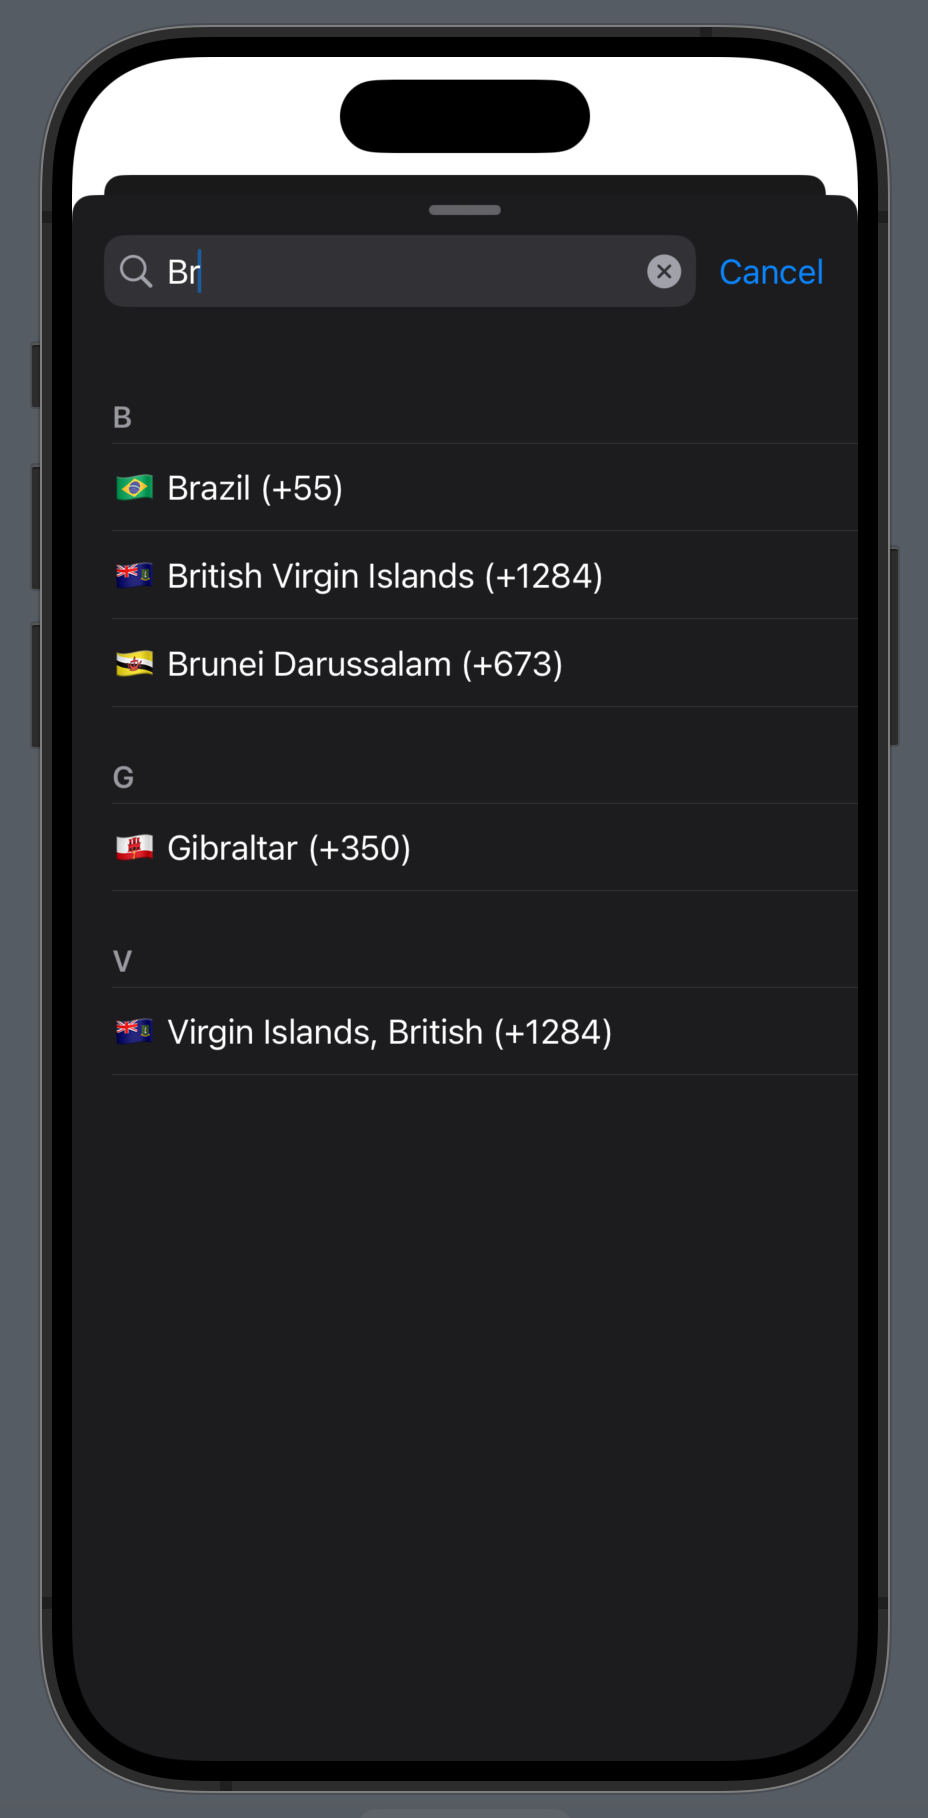 Br
Cancel
B
Brazil (+55)
British Virgin Islands (+1284)
Brunei Darussalam (+673)
G
Gibraltar (+350)
V
Virgin Islands, British (+1284)